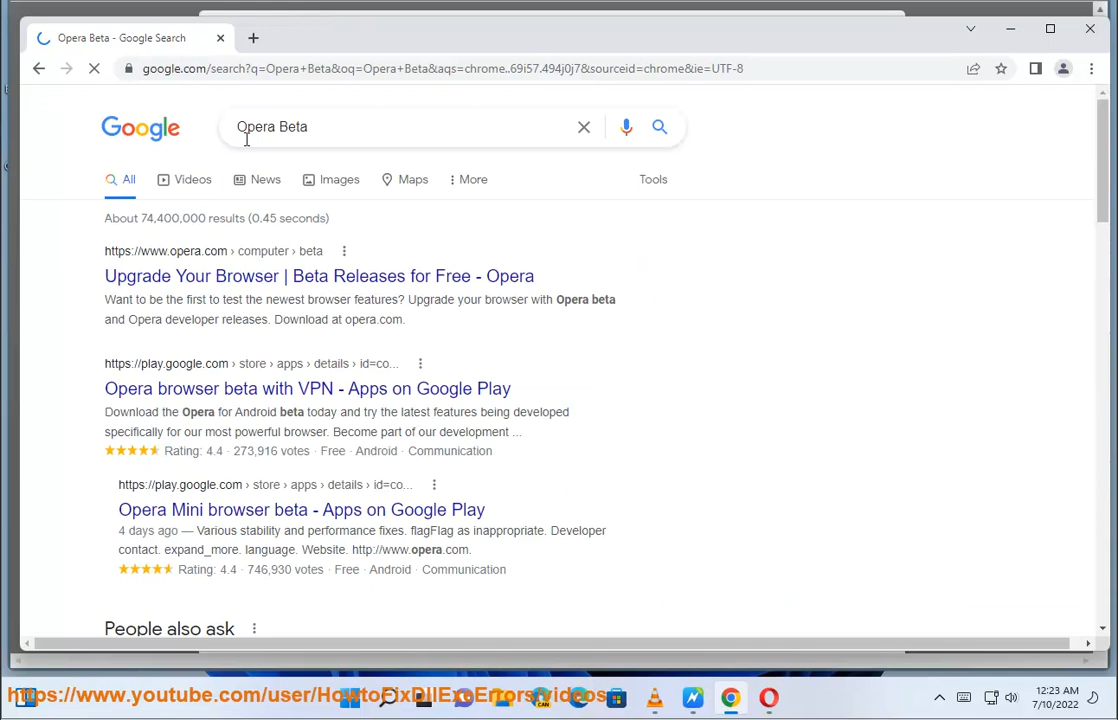 Opera Beta - Google Search
google.com/search?q=Opera+Beta&oq=Opera+Beta&aqs=chrome..69i57.494j0j7&sourceid=chrome&ie=UTF-8
Google
Opera Beta
All Videos News Images Maps More Tools
About 74,400,000 results (0.45 seconds)
https://www.opera.com › computer › beta
Upgrade Your Browser | Beta Releases for Free - Opera
Want to be the first to test the newest browser features? Upgrade your browser with Opera beta
and Opera developer releases. Download at opera.com.
https://play.google.com › store › apps › details › id=co...
Opera browser beta with VPN - Apps on Google Play
Download the Opera for Android beta today and try the latest features being developed
specifically for our most powerful browser. Become part of our development ...
Rating: 4.4 · 273,916 votes · Free · Android · Communication
https://play.google.com › store › apps › details › id=co...
Opera Mini browser beta - Apps on Google Play
4 days ago — Various stability and performance fixes. flagFlag as inappropriate. Developer
contact. expand_more. language. Website. http://www.opera.com.
Rating: 4.4 · 746,930 votes · Free · Android · Communication
People also ask
https://www.youtube.com/user/HowtoFixDllExeErrors/videos
CAN
12:23 AM
7/10/2022